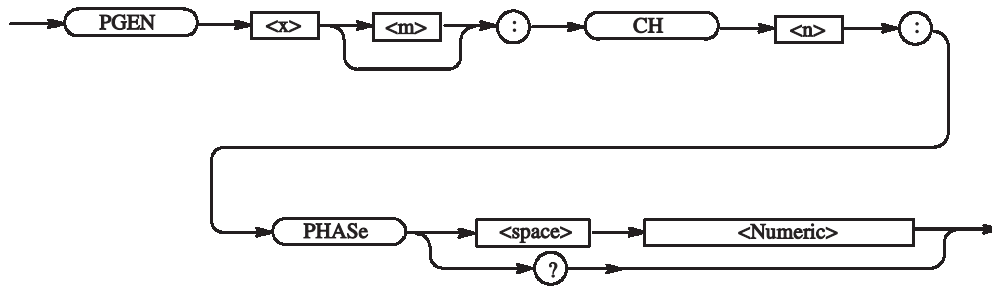 PGEN <x> <m> : CH <n> :
PHASe <space> <Numeric>
?